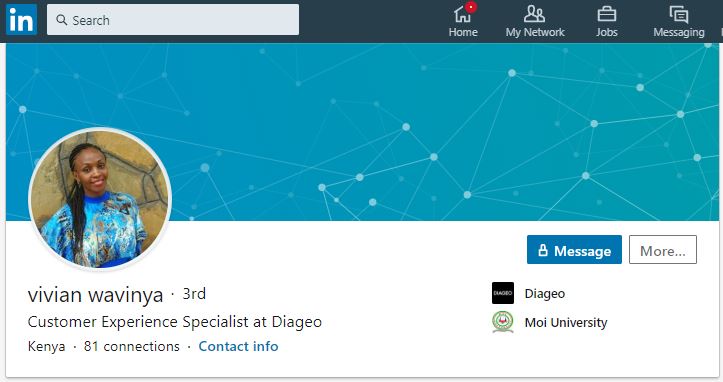 in
Search
Home
My Network
Jobs
Messaging
Message
More...
vivian wavinya · 3rd
Customer Experience Specialist at Diageo
Kenya · 81 connections · Contact info
DIAGEO
Diageo
Moi University